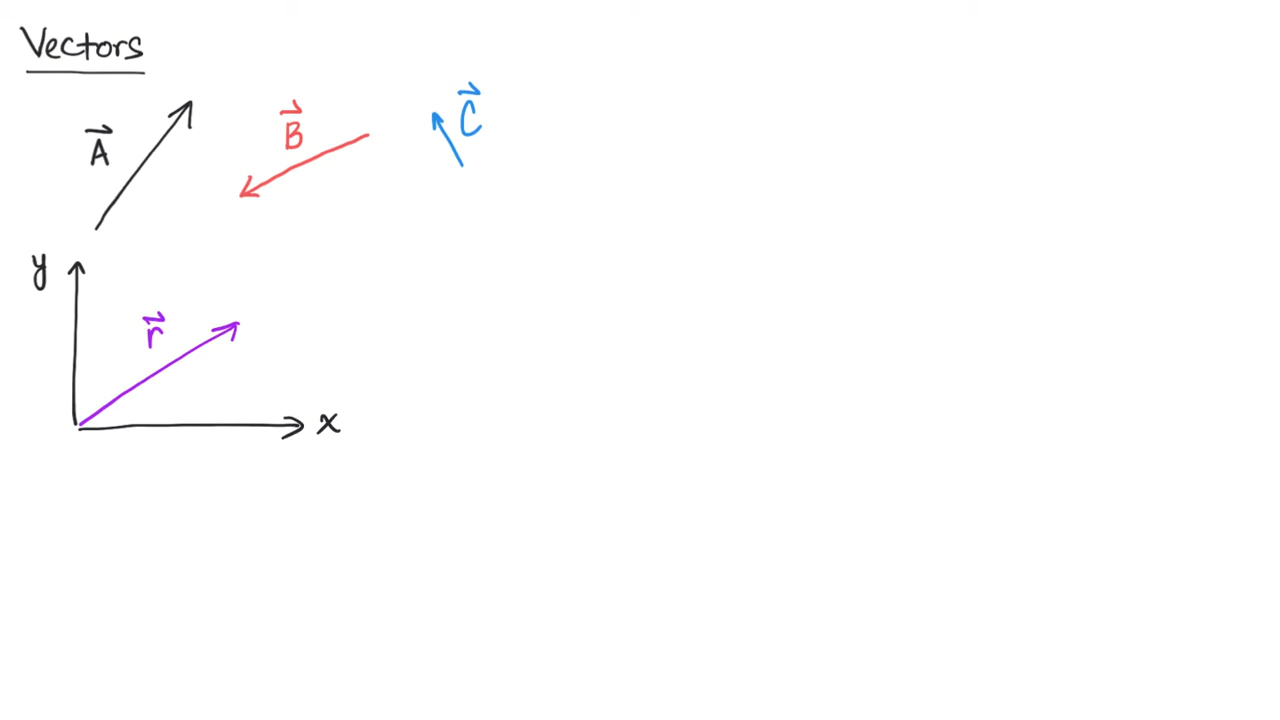 Vectors
A⃗ B⃗ C⃗
y
r⃗
x